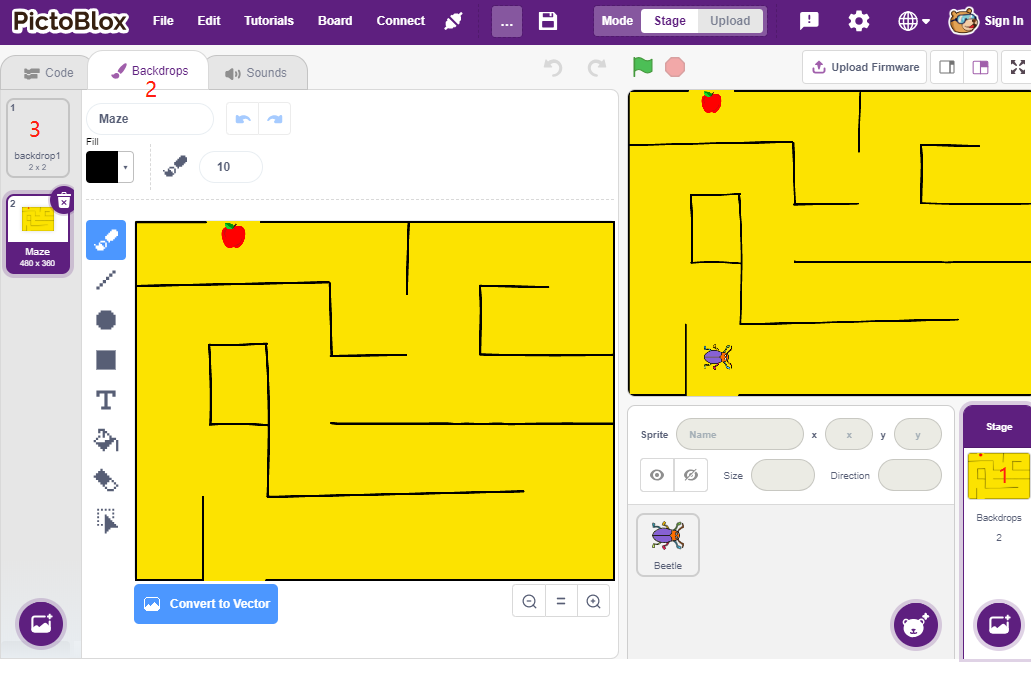 PictoBlox File Edit Tutorials Board Connect ... Mode Stage Upload Sign In
Code Backdrops Sounds Upload Firmware
2
1
3
backdrop1
2 x 2
Maze
Fill
10
2
Maze
480 x 360
T
Convert to Vector
=
Sprite Name x x y y
Size Direction
Beetle
Stage
1
Backdrops
2